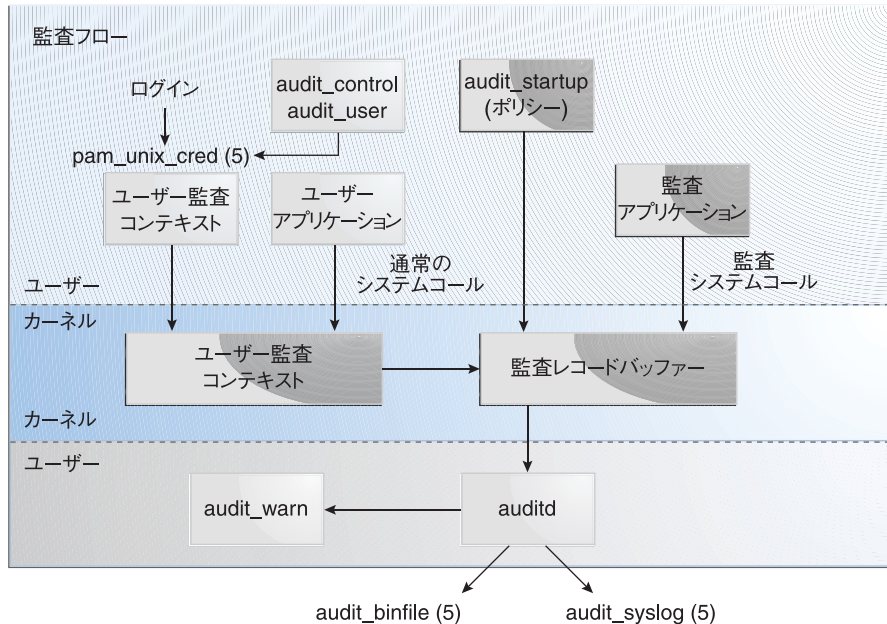 監査フロー
ログイン
audit_control
audit_user
audit_startup
(ポリシー)
pam_unix_cred (5)
ユーザー監査
コンテキスト
ユーザー
アプリケーション
監査
アプリケーション
通常の
システムコール
監査
システムコール
ユーザー
カーネル
ユーザー監査
コンテキスト
監査レコードバッファー
カーネル
ユーザー
audit_warn
auditd
audit_binfile (5)
audit_syslog (5)